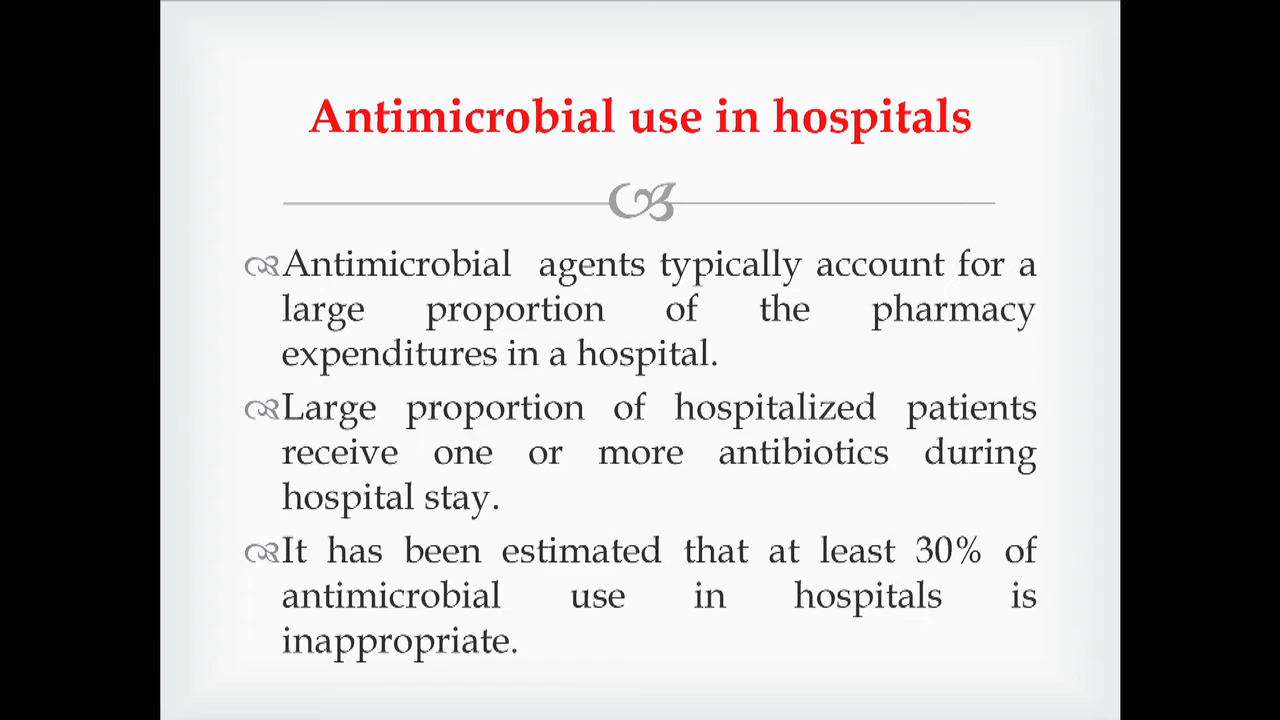 Antimicrobial use in hospitals
Antimicrobial agents typically account for a
large proportion of the pharmacy
expenditures in a hospital.
Large proportion of hospitalized patients
receive one or more antibiotics during
hospital stay.
It has been estimated that at least 30% of
antimicrobial use in hospitals is
inappropriate.